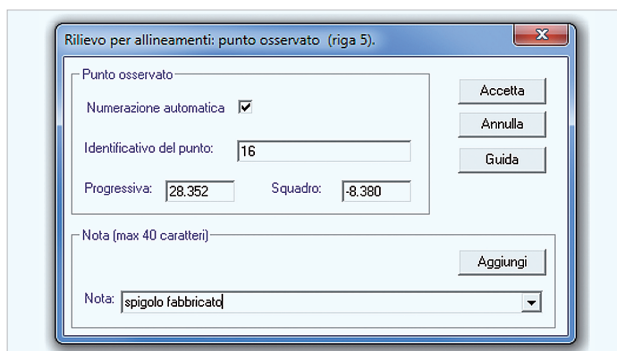 Rilievo per allineamenti: punto osservato (riga 5).
Punto osservato
Numerazione automatica
Identificativo del punto: 16
Progressiva: 28.352 Squadro: -8.380
Accetta
Annulla
Guida
Nota (max 40 caratteri)
Aggiungi
Nota: spigolo fabbricato